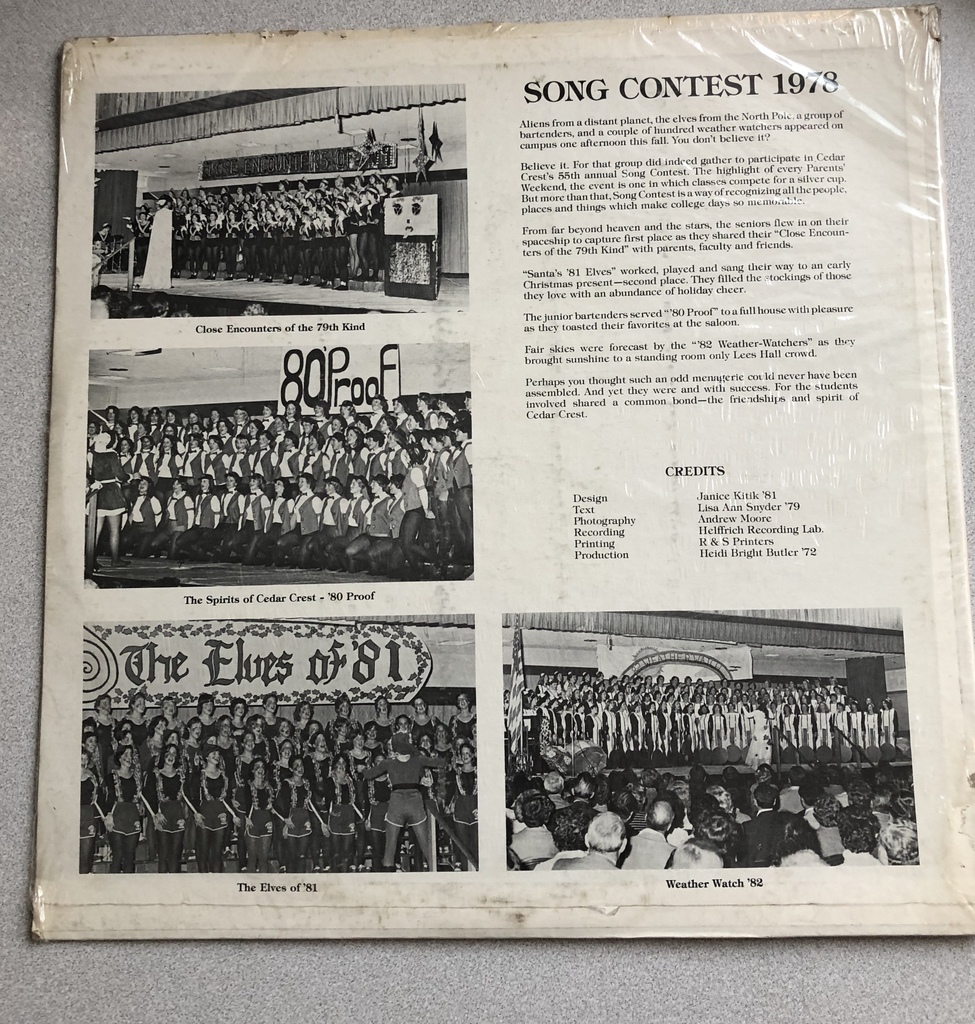 SONG CONTEST 1978
Aliens from a distant planet, the elves from the North Pole, a group of
bartenders, and a couple of hundred weather watchers appeared on
campus one afternoon this fall. You don't believe it?
Believe it. For that group did indeed gather to participate in Cedar
Crest's 55th annual Song Contest. The highlight of every Parents'
Weekend, the event is one in which classes compete for a silver cup.
But more than that, Song Contest is a way of recognizing all the people,
places and things which make college days so memorable.
From far beyond heaven and the stars, the seniors flew in on their
spaceship to capture first place as they shared their "Close Encoun-
ters of the 79th Kind" with parents, faculty and friends.
"Santa's '81 Elves" worked, played and sang their way to an early
Christmas present—second place. They filled the stockings of those
they love with an abundance of holiday cheer.
The junior bartenders served "'80 Proof" to a full house with pleasure
as they toasted their favorites at the saloon.
Fair skies were forecast by the "'82 Weather-Watchers" as they
brought sunshine to a standing room only Lees Hall crowd.
Perhaps you thought such an odd menagerie could never have been
assembled. And yet they were and with success. For the students
involved shared a common bond—the friendships and spirit of
Cedar Crest.
CREDITS
Design Janice Kitik '81
Text Lisa Ann Snyder '79
Photography Andrew Moore
Recording Helffrich Recording Lab.
Printing R & S Printers
Production Heidi Bright Butler '72
CLOSE ENCOUNTERS OF
Close Encounters of the 79th Kind
80 Proof
The Spirits of Cedar Crest - '80 Proof
The Elves of '81
The Elves of '81
Weather Watch '82